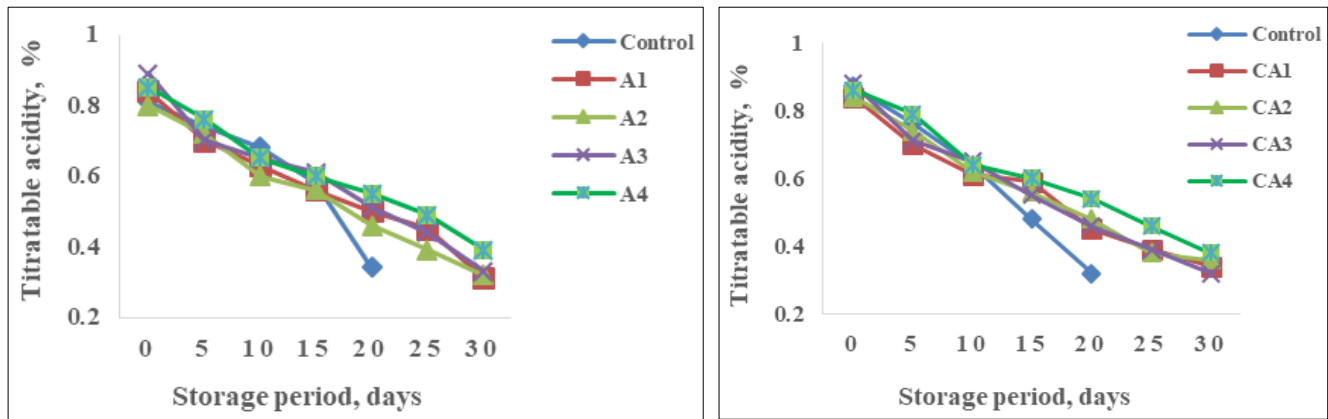 Titratable acidity, %
1
0.8
0.6
0.4
0.2
0 5 10 15 20 25 30
Storage period, days
Control
A1
A2
A3
A4
Titratable acidity, %
1
0.8
0.6
0.4
0.2
0 5 10 15 20 25 30
Storage period, days
Control
CA1
CA2
CA3
CA4